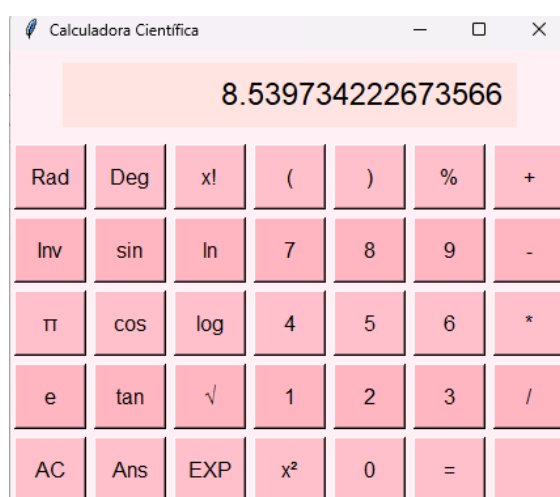 Calculadora Científica
8.539734222673566
Rad Deg x! ( ) % +
Inv sin ln 7 8 9 -
π cos log 4 5 6 *
e tan √ 1 2 3 /
AC Ans EXP x² 0 =